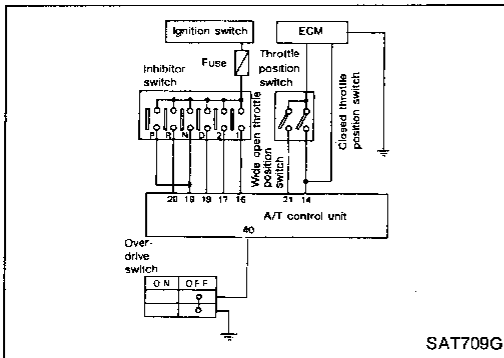 Ignition switch
ECM
Fuse
Throttle
position
switch
Inhibitor
switch
P R N D 2 1
Wide open throttle
position
switch
Closed throttle
position switch
20 18 19 17 16 21 14
A/T control unit
40
Over-
drive
switch
ON OFF
SAT709G